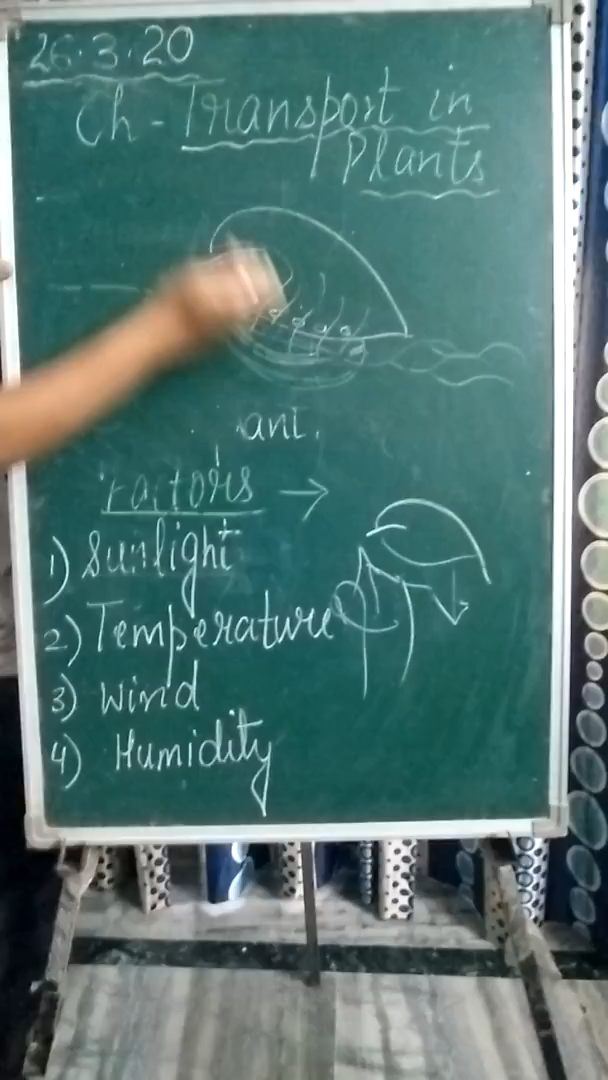 26.3.20
Ch - Transport in
Plants
ani.
Factors →
1) Sunlight
2) Temperature
3) Wind
4) Humidity